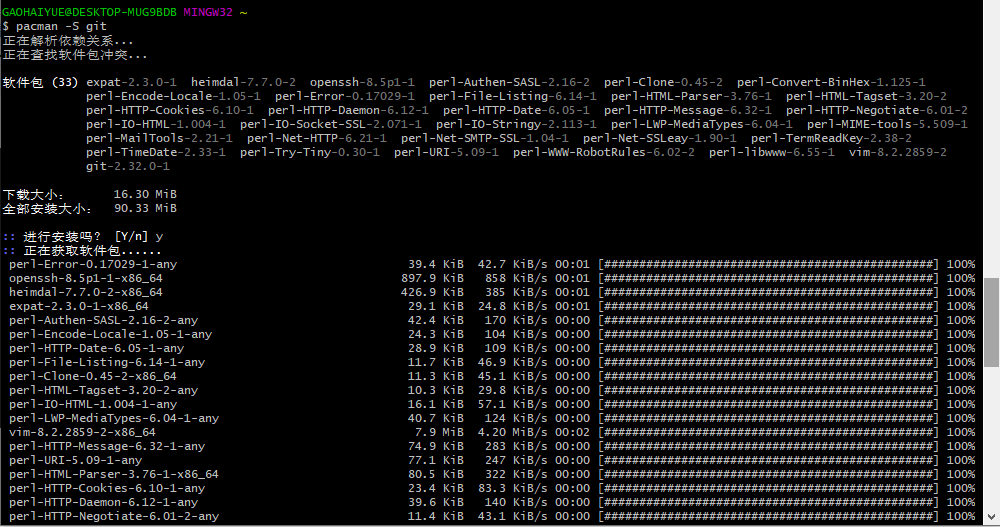 GAOHAIYUE@DESKTOP-MUG9BDB MINGW32 ~
$ pacman -S git
正在解析依赖关系...
正在查找软件包冲突...
软件包 (33) expat-2.3.0-1  heimdal-7.7.0-2  openssh-8.5p1-1  perl-Authen-SASL-2.16-2  perl-Clone-0.45-2  perl-Convert-BinHex-1.125-1
perl-Encode-Locale-1.05-1  perl-Error-0.17029-1  perl-File-Listing-6.14-1  perl-HTML-Parser-3.76-1  perl-HTML-Tagset-3.20-2
perl-HTTP-Cookies-6.10-1  perl-HTTP-Daemon-6.12-1  perl-HTTP-Date-6.05-1  perl-HTTP-Message-6.32-1  perl-HTTP-Negotiate-6.01-2
perl-IO-HTML-1.004-1  perl-IO-Socket-SSL-2.071-1  perl-IO-Stringy-2.113-1  perl-LWP-MediaTypes-6.04-1  perl-MIME-tools-5.509-1
perl-MailTools-2.21-1  perl-Net-HTTP-6.21-1  perl-Net-SMTP-SSL-1.04-1  perl-Net-SSLeay-1.90-1  perl-TermReadKey-2.38-2
perl-TimeDate-2.33-1  perl-Try-Tiny-0.30-1  perl-URI-5.09-1  perl-WWW-RobotRules-6.02-2  perl-libwww-6.55-1  vim-8.2.2859-2
git-2.32.0-1
下载大小:  16.30 MiB
全部安装大小:  90.33 MiB
:: 进行安装吗? [Y/n] y
:: 正在获取软件包......
perl-Error-0.17029-1-any  39.4 KiB  42.7 KiB/s 00:01 [###############################################] 100%
openssh-8.5p1-1-x86_64  897.9 KiB  858 KiB/s 00:01 [###############################################] 100%
heimdal-7.7.0-2-x86_64  426.9 KiB  385 KiB/s 00:01 [###############################################] 100%
expat-2.3.0-1-x86_64  29.1 KiB  24.8 KiB/s 00:01 [###############################################] 100%
perl-Authen-SASL-2.16-2-any  42.4 KiB  170 KiB/s 00:00 [###############################################] 100%
perl-Encode-Locale-1.05-1-any  24.3 KiB  104 KiB/s 00:00 [###############################################] 100%
perl-HTTP-Date-6.05-1-any  28.9 KiB  109 KiB/s 00:00 [###############################################] 100%
perl-File-Listing-6.14-1-any  11.7 KiB  46.9 KiB/s 00:00 [###############################################] 100%
perl-Clone-0.45-2-x86_64  11.3 KiB  45.1 KiB/s 00:00 [###############################################] 100%
perl-HTML-Tagset-3.20-2-any  10.3 KiB  29.8 KiB/s 00:00 [###############################################] 100%
perl-IO-HTML-1.004-1-any  16.1 KiB  57.1 KiB/s 00:00 [###############################################] 100%
perl-LWP-MediaTypes-6.04-1-any  40.7 KiB  124 KiB/s 00:00 [###############################################] 100%
vim-8.2.2859-2-x86_64  7.9 MiB  4.20 MiB/s 00:02 [###############################################] 100%
perl-HTTP-Message-6.32-1-any  74.9 KiB  283 KiB/s 00:00 [###############################################] 100%
perl-URI-5.09-1-any  77.1 KiB  247 KiB/s 00:00 [###############################################] 100%
perl-HTML-Parser-3.76-1-x86_64  80.5 KiB  322 KiB/s 00:00 [###############################################] 100%
perl-HTTP-Cookies-6.10-1-any  23.4 KiB  83.3 KiB/s 00:00 [###############################################] 100%
perl-HTTP-Daemon-6.12-1-any  39.6 KiB  140 KiB/s 00:00 [###############################################] 100%
perl-HTTP-Negotiate-6.01-2-any  11.4 KiB  43.1 KiB/s 00:00 [###############################################] 100%